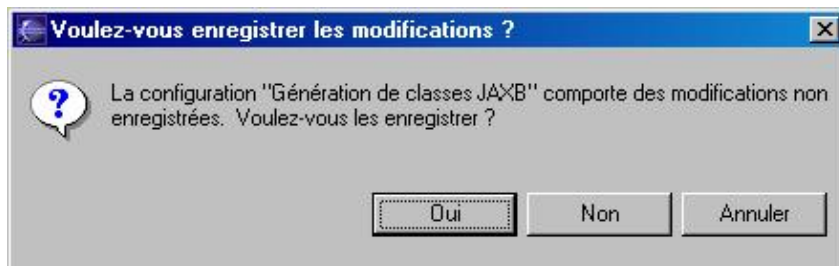 Voulez-vous enregistrer les modifications ?
La configuration "Génération de classes JAXB" comporte des modifications non
enregistrées. Voulez-vous les enregistrer ?
Oui Non Annuler